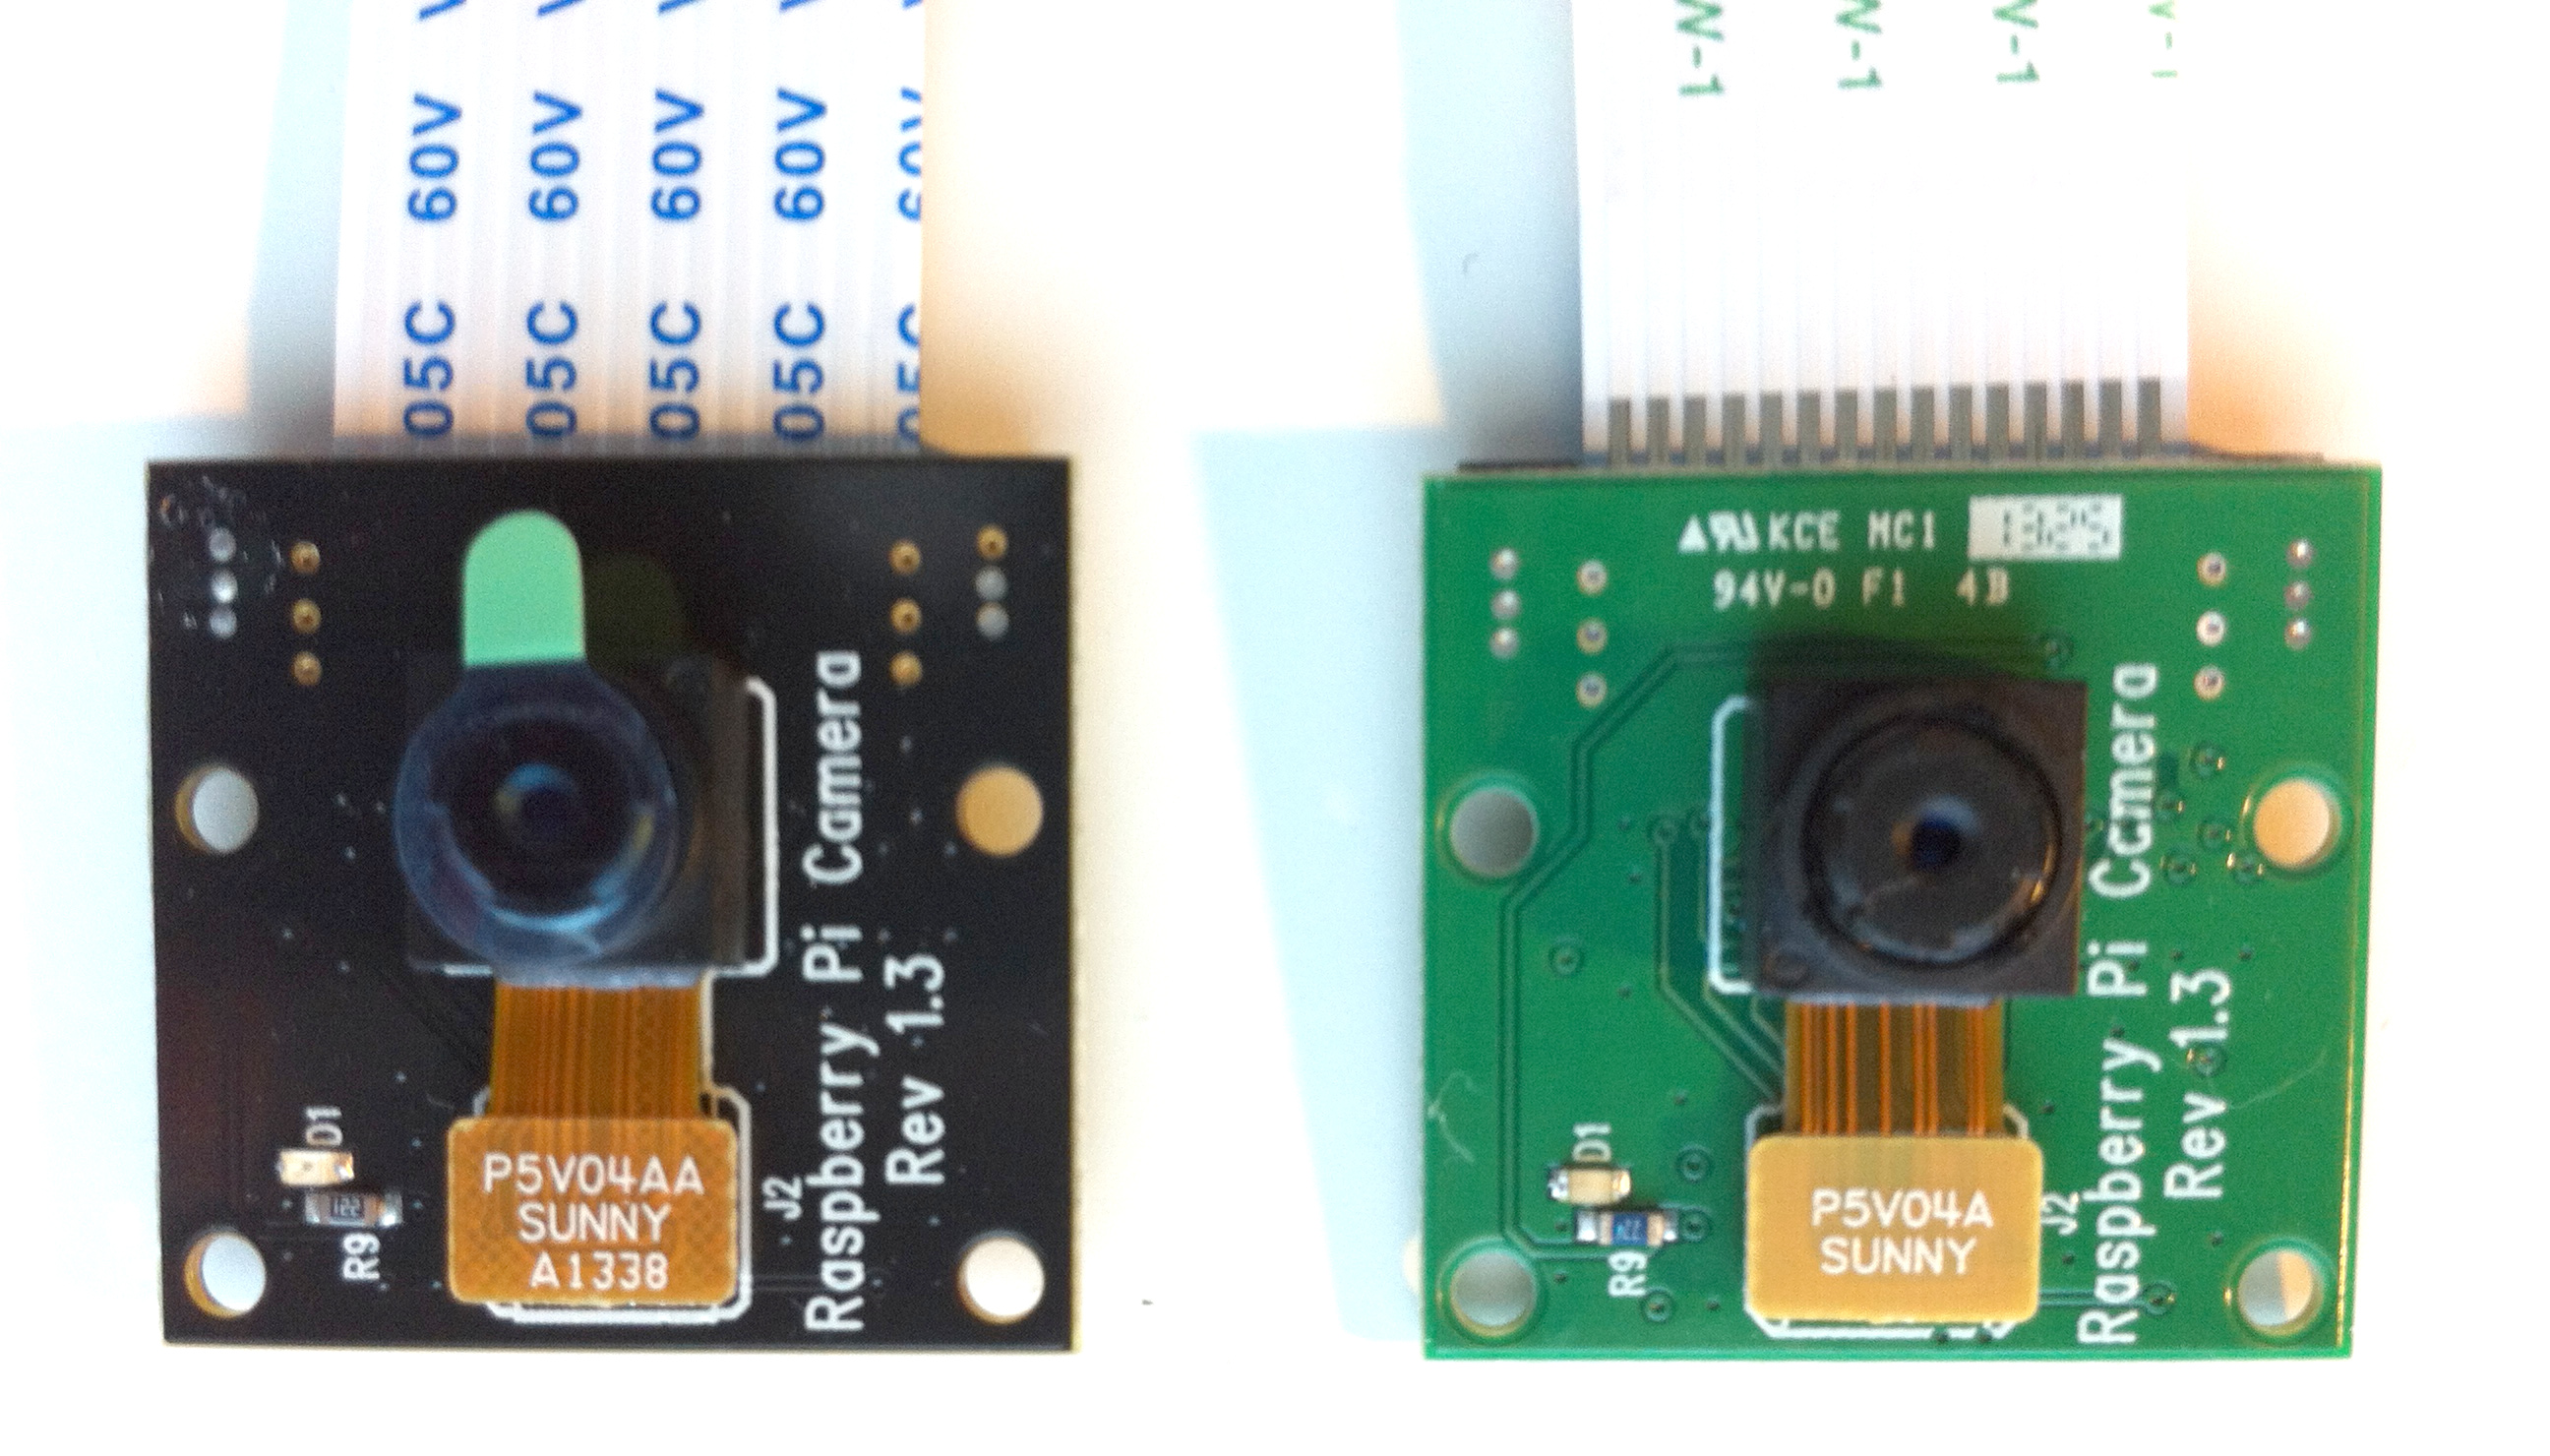 05C 60V
05C 60V
05C 60V
05C 60V
05C 60V
D1
R9
P5V04AA
SUNNY
A1338
J2
Raspberry Pi Camera
Rev 1.3
W-1
W-1
W-1
KCE MC1 1325
94V-0 F1 4B
D1
R9
P5V04A
SUNNY
J2
Raspberry Pi Camera
Rev 1.3